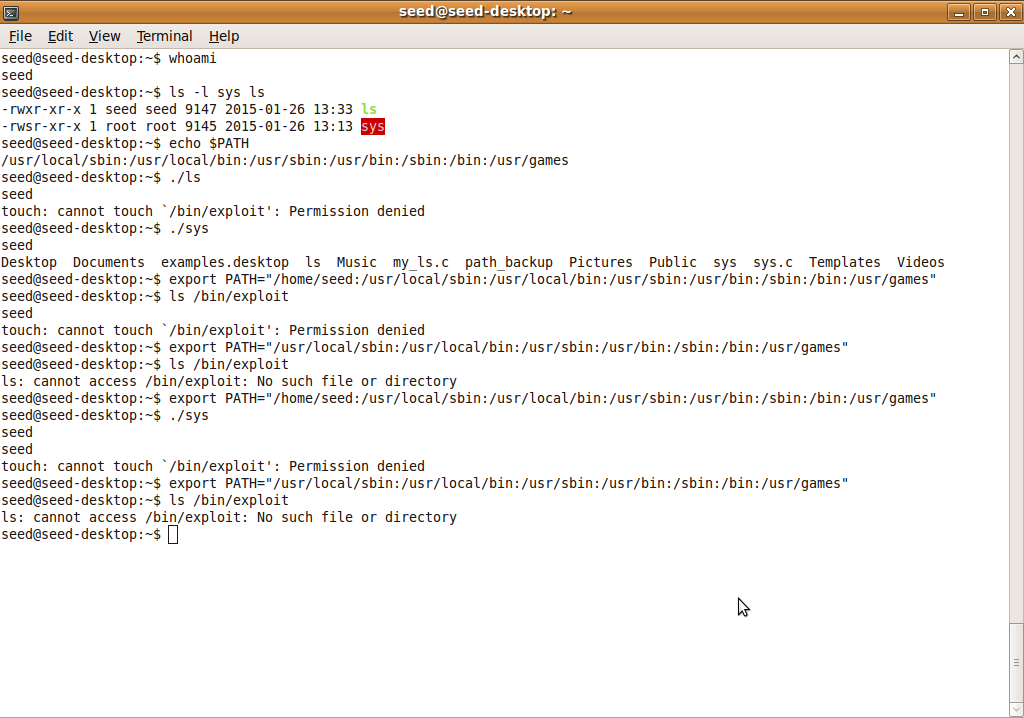 seed@seed-desktop: ~
File Edit View Terminal Help
seed@seed-desktop:~$ whoami
seed
seed@seed-desktop:~$ ls -l sys ls
-rwxr-xr-x 1 seed seed 9147 2015-01-26 13:33 ls
-rwsr-xr-x 1 root root 9145 2015-01-26 13:13 sys
seed@seed-desktop:~$ echo $PATH
/usr/local/sbin:/usr/local/bin:/usr/sbin:/usr/bin:/sbin:/bin:/usr/games
seed@seed-desktop:~$ ./ls
seed
touch: cannot touch `/bin/exploit': Permission denied
seed@seed-desktop:~$ ./sys
seed
Desktop  Documents  examples.desktop  ls  Music  my_ls.c  path_backup  Pictures  Public  sys  sys.c  Templates  Videos
seed@seed-desktop:~$ export PATH="/home/seed:/usr/local/sbin:/usr/local/bin:/usr/sbin:/usr/bin:/sbin:/bin:/usr/games"
seed@seed-desktop:~$ ls /bin/exploit
seed
touch: cannot touch `/bin/exploit': Permission denied
seed@seed-desktop:~$ export PATH="/usr/local/sbin:/usr/local/bin:/usr/sbin:/usr/bin:/sbin:/bin:/usr/games"
seed@seed-desktop:~$ ls /bin/exploit
ls: cannot access /bin/exploit: No such file or directory
seed@seed-desktop:~$ export PATH="/home/seed:/usr/local/sbin:/usr/local/bin:/usr/sbin:/usr/bin:/sbin:/bin:/usr/games"
seed@seed-desktop:~$ ./sys
seed
seed
touch: cannot touch `/bin/exploit': Permission denied
seed@seed-desktop:~$ export PATH="/usr/local/sbin:/usr/local/bin:/usr/sbin:/usr/bin:/sbin:/bin:/usr/games"
seed@seed-desktop:~$ ls /bin/exploit
ls: cannot access /bin/exploit: No such file or directory
seed@seed-desktop:~$